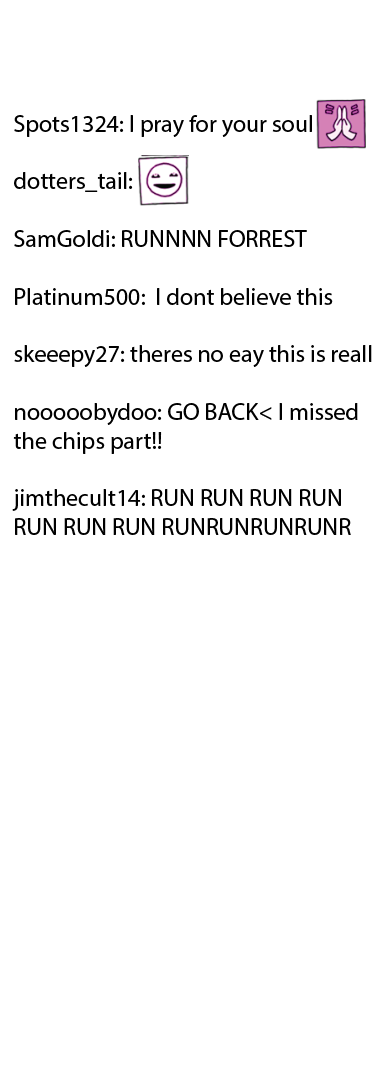 Spots1324: I pray for your soul
dotters_tail:
SamGoldi: RUNNNN FORREST
Platinum500: I dont believe this
skeeepy27: theres no eay this is reall
nooooobydoo: GO BACK< I missed
the chips part!!
jimthecult14: RUN RUN RUN RUN
RUN RUN RUN RUNRUNRUNRUNR